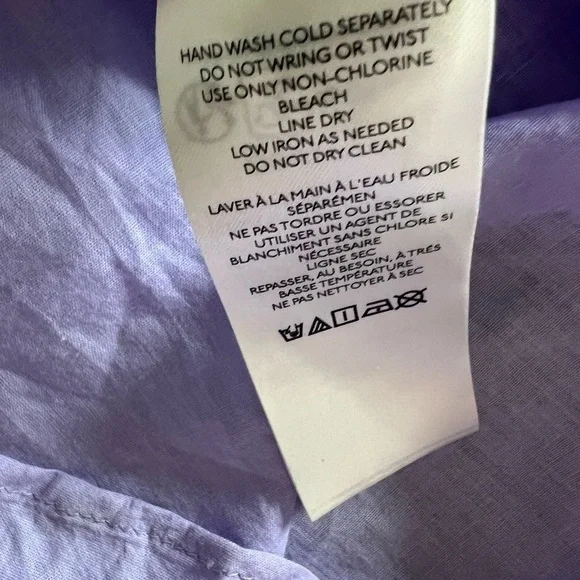 HAND WASH COLD SEPARATELY
DO NOT WRING OR TWIST
USE ONLY NON-CHLORINE
BLEACH
LINE DRY
LOW IRON AS NEEDED
DO NOT DRY CLEAN
LAVER À LA MAIN À L'EAU FROIDE
SÉPARÉMEN
NE PAS TORDRE OU ESSORER
UTILISER UN AGENT DE
BLANCHIMENT SANS CHLORE SI
NÉCESSAIRE
LIGNE SEC
REPASSER, AU BESOIN, À TRÉS
BASSE TEMPÉRATURE
NE PAS NETTOYER À SEC